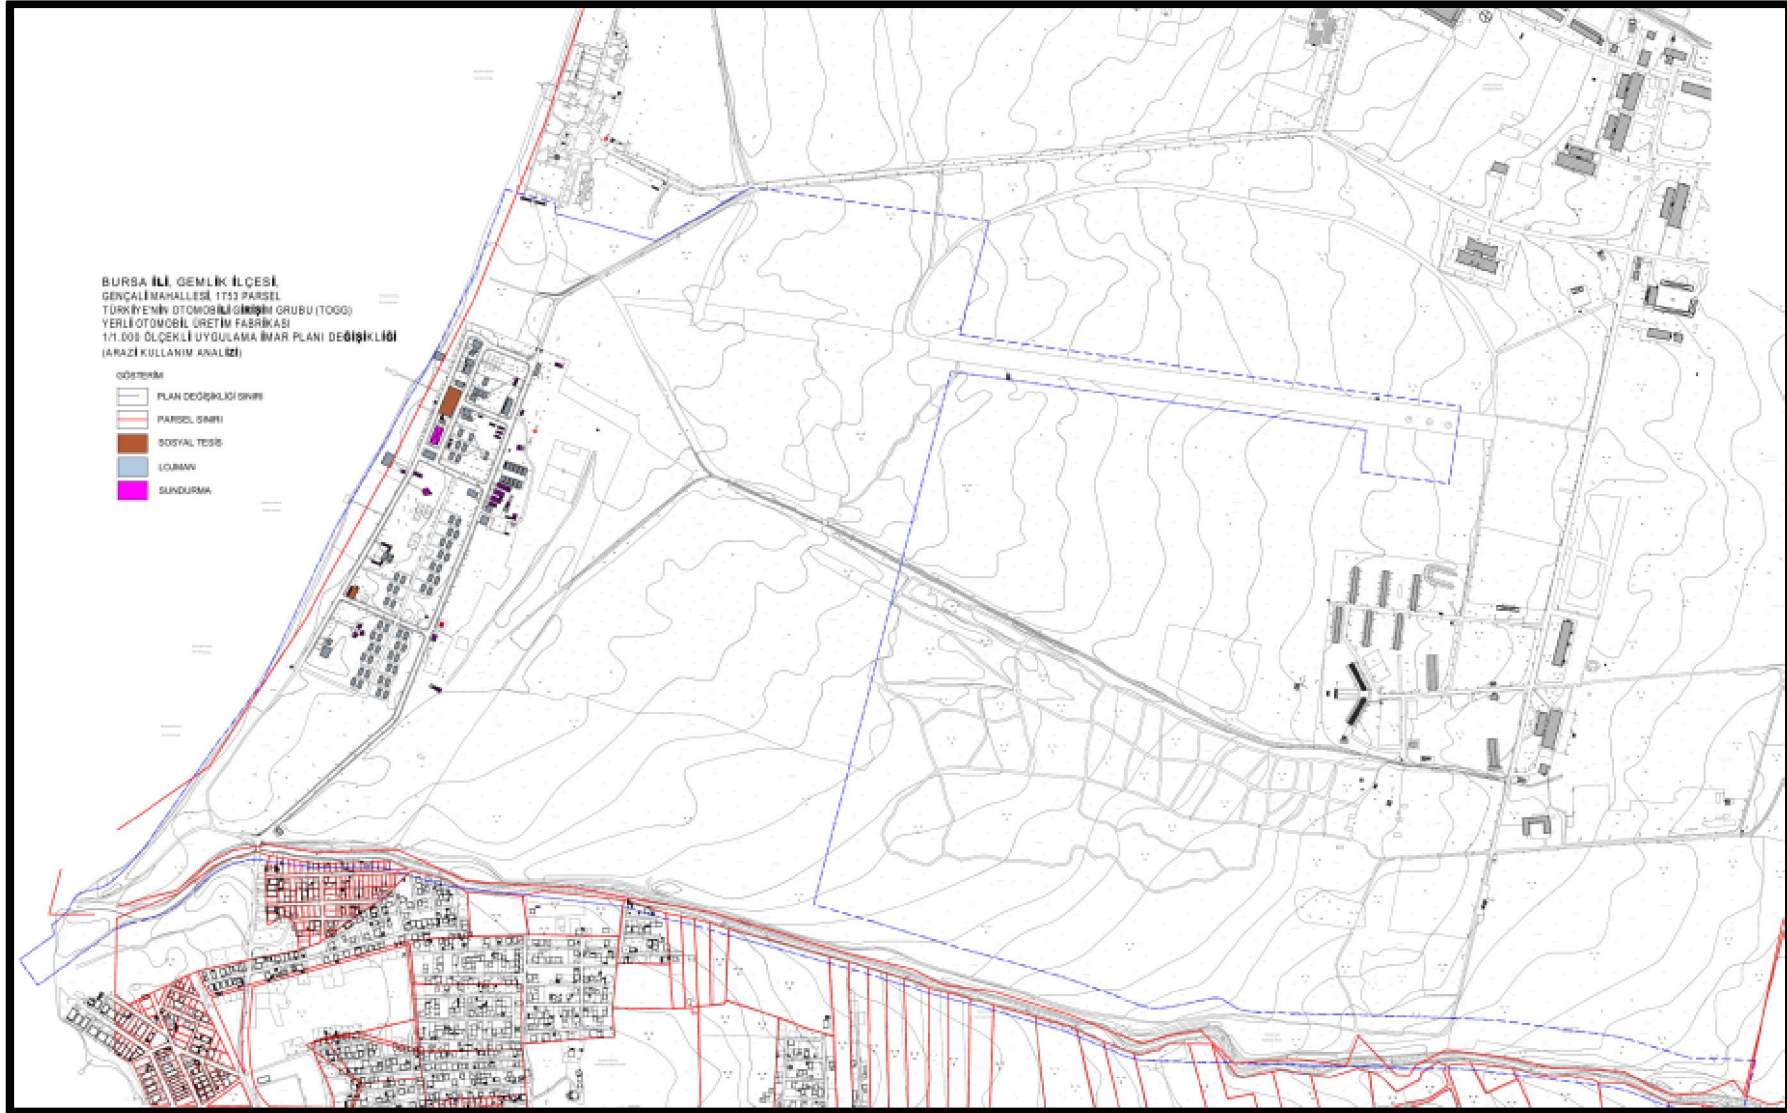 BURSA İLİ, GEMLİK İLÇESİ,
GENÇALİ MAHALLESİ, 1753 PARSEL
TÜRKİYE'NİN OTOMOBİLİ GİRİŞİM GRUBU (TOGG)
YERLİ OTOMOBİL ÜRETİM FABRİKASI
1/1.000 ÖLÇEKLİ UYGULAMA İMAR PLANI DEĞİŞİKLİĞİ
(ARAZİ KULLANIM ANALİZİ)
GÖSTERİM
PLAN DEĞİŞİKLİĞİ SINIRI
PARSEL SINIRI
SOSYAL TESİS
LOJMAN
SUNDURMA